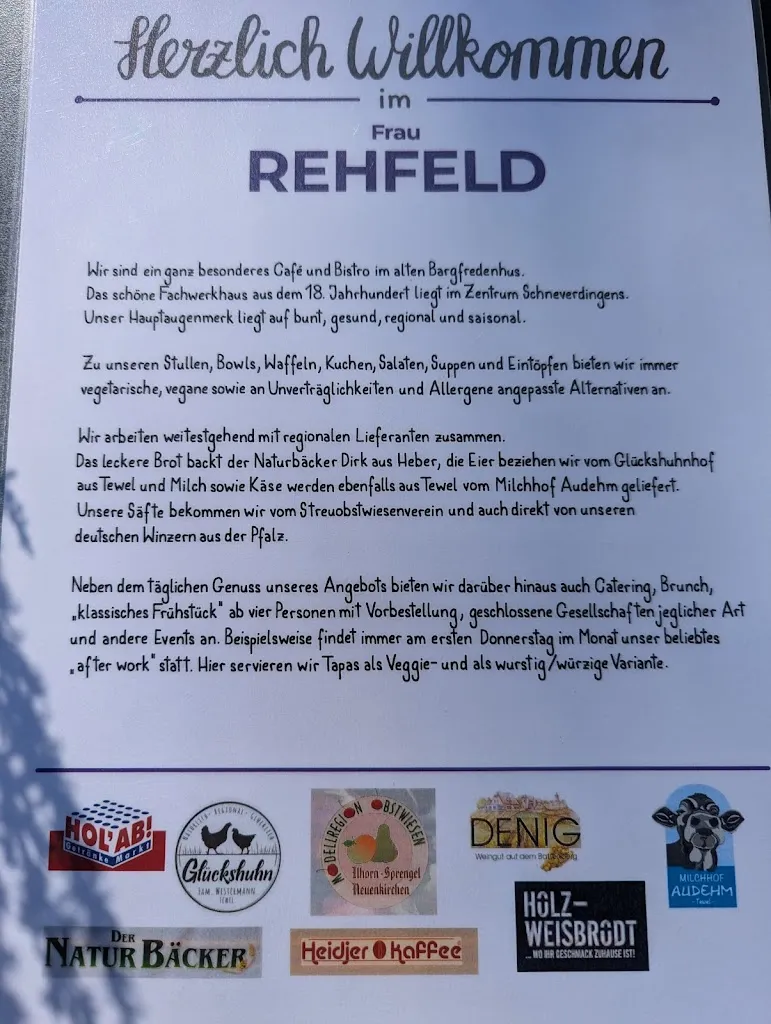 Herzlich Willkommen
im
Frau
REHFELD
Wir sind ein ganz besonderes Café und Bistro im alten Bargfredenhus.
Das schöne Fachwerkhaus aus dem 18. Jahrhundert liegt im Zentrum Schneverdingens.
Unser Hauptaugenmerk liegt auf bunt, gesund, regional und saisonal.
Zu unseren Stullen, Bowls, Waffeln, Kuchen, Salaten, Suppen und Eintöpfen bieten wir immer
vegetarische, vegane sowie an Unverträglichkeiten und Allergene angepasste Alternativen an.
Wir arbeiten weitestgehend mit regionalen Lieferanten zusammen.
Das leckere Brot backt der Naturbäcker Dirk aus Heber, die Eier beziehen wir vom Glückshuhnhof
aus Tewel und Milch sowie Käse werden ebenfalls aus Tewel vom Milchhof Audehm geliefert.
Unsere Säfte bekommen wir vom Streuobstwiesenverein und auch direkt von unseren
deutschen Winzern aus der Pfalz.
Neben dem täglichen Genuss unseres Angebots bieten wir darüber hinaus auch Catering, Brunch,
„klassisches Frühstück" ab vier Personen mit Vorbestellung, geschlossene Gesellschaften jeglicher Art
und andere Events an. Beispielsweise findet immer am ersten Donnerstag im Monat unser beliebtes
„after work" statt. Hier servieren wir Tapas als Veggie- und als wurstig/würzige Variante.
HOL'AB!
Getränke Markt
REGIONAL
Glückshuhn
FAM. WESTERMANN
TEWEL
MODELLREGION OBSTWIESEN
Ilhorn-Sprengel
Neuenkirchen
DENIG
Weingut auf dem
MILCHHOF
AUDEHM
- Tewel -
DER
NATUR BÄCKER
Heidjer Kaffee
HOLZ-
WEISBRODT
... WO IHR GESCHMACK ZUHAUSE IST!